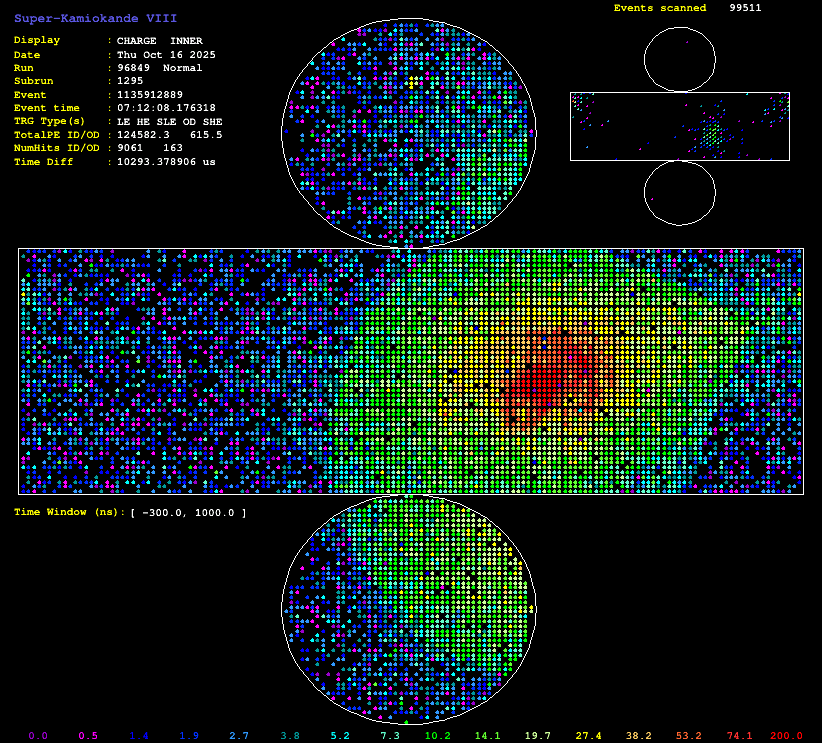 Super-Kamiokande VIII
Events scanned 99511
Display : CHARGE INNER
Date : Thu Oct 16 2025
Run : 96849 Normal
Subrun : 1295
Event : 1135912889
Event time : 07:12:08.176318
TRG Type(s) : LE HE SLE OD SHE
TotalPE ID/OD : 124582.3 615.5
NumHits ID/OD : 9061 163
Time Diff : 10293.378906 us
Time Window (ns): [ -300.0, 1000.0 ]
0.0 0.5 1.4 1.9 2.7 3.8 5.2 7.3 10.2 14.1 19.7 27.4 38.2 53.2 74.1 200.0